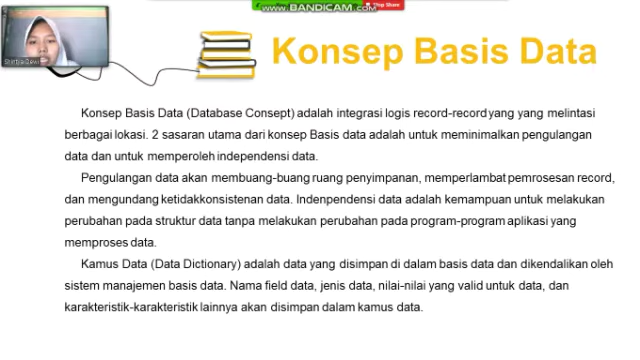 www.BANDICAM.com
Stop Share
Konsep Basis Data
Konsep Basis Data (Database Concept) adalah integrasi logis record-record yang yang melintasi
berbagai lokasi. 2 sasaran utama dari konsep Basis data adalah untuk meminimalkan pengulangan
data dan untuk memperoleh independensi data.
Pengulangan data akan membuang-buang ruang penyimpanan, memperlambat pemrosesan record,
dan mengundang ketidakkonsistenan data. Indenpendensi data adalah kemampuan untuk melakukan
perubahan pada struktur data tanpa melakukan perubahan pada program-program aplikasi yang
memproses data.
Kamus Data (Data Dictionary) adalah data yang disimpan di dalam basis data dan dikendalikan oleh
sistem manajemen basis data. Nama field data, jenis data, nilai-nilai yang valid untuk data, dan
karakteristik-karakteristik lainnya akan disimpan dalam kamus data.